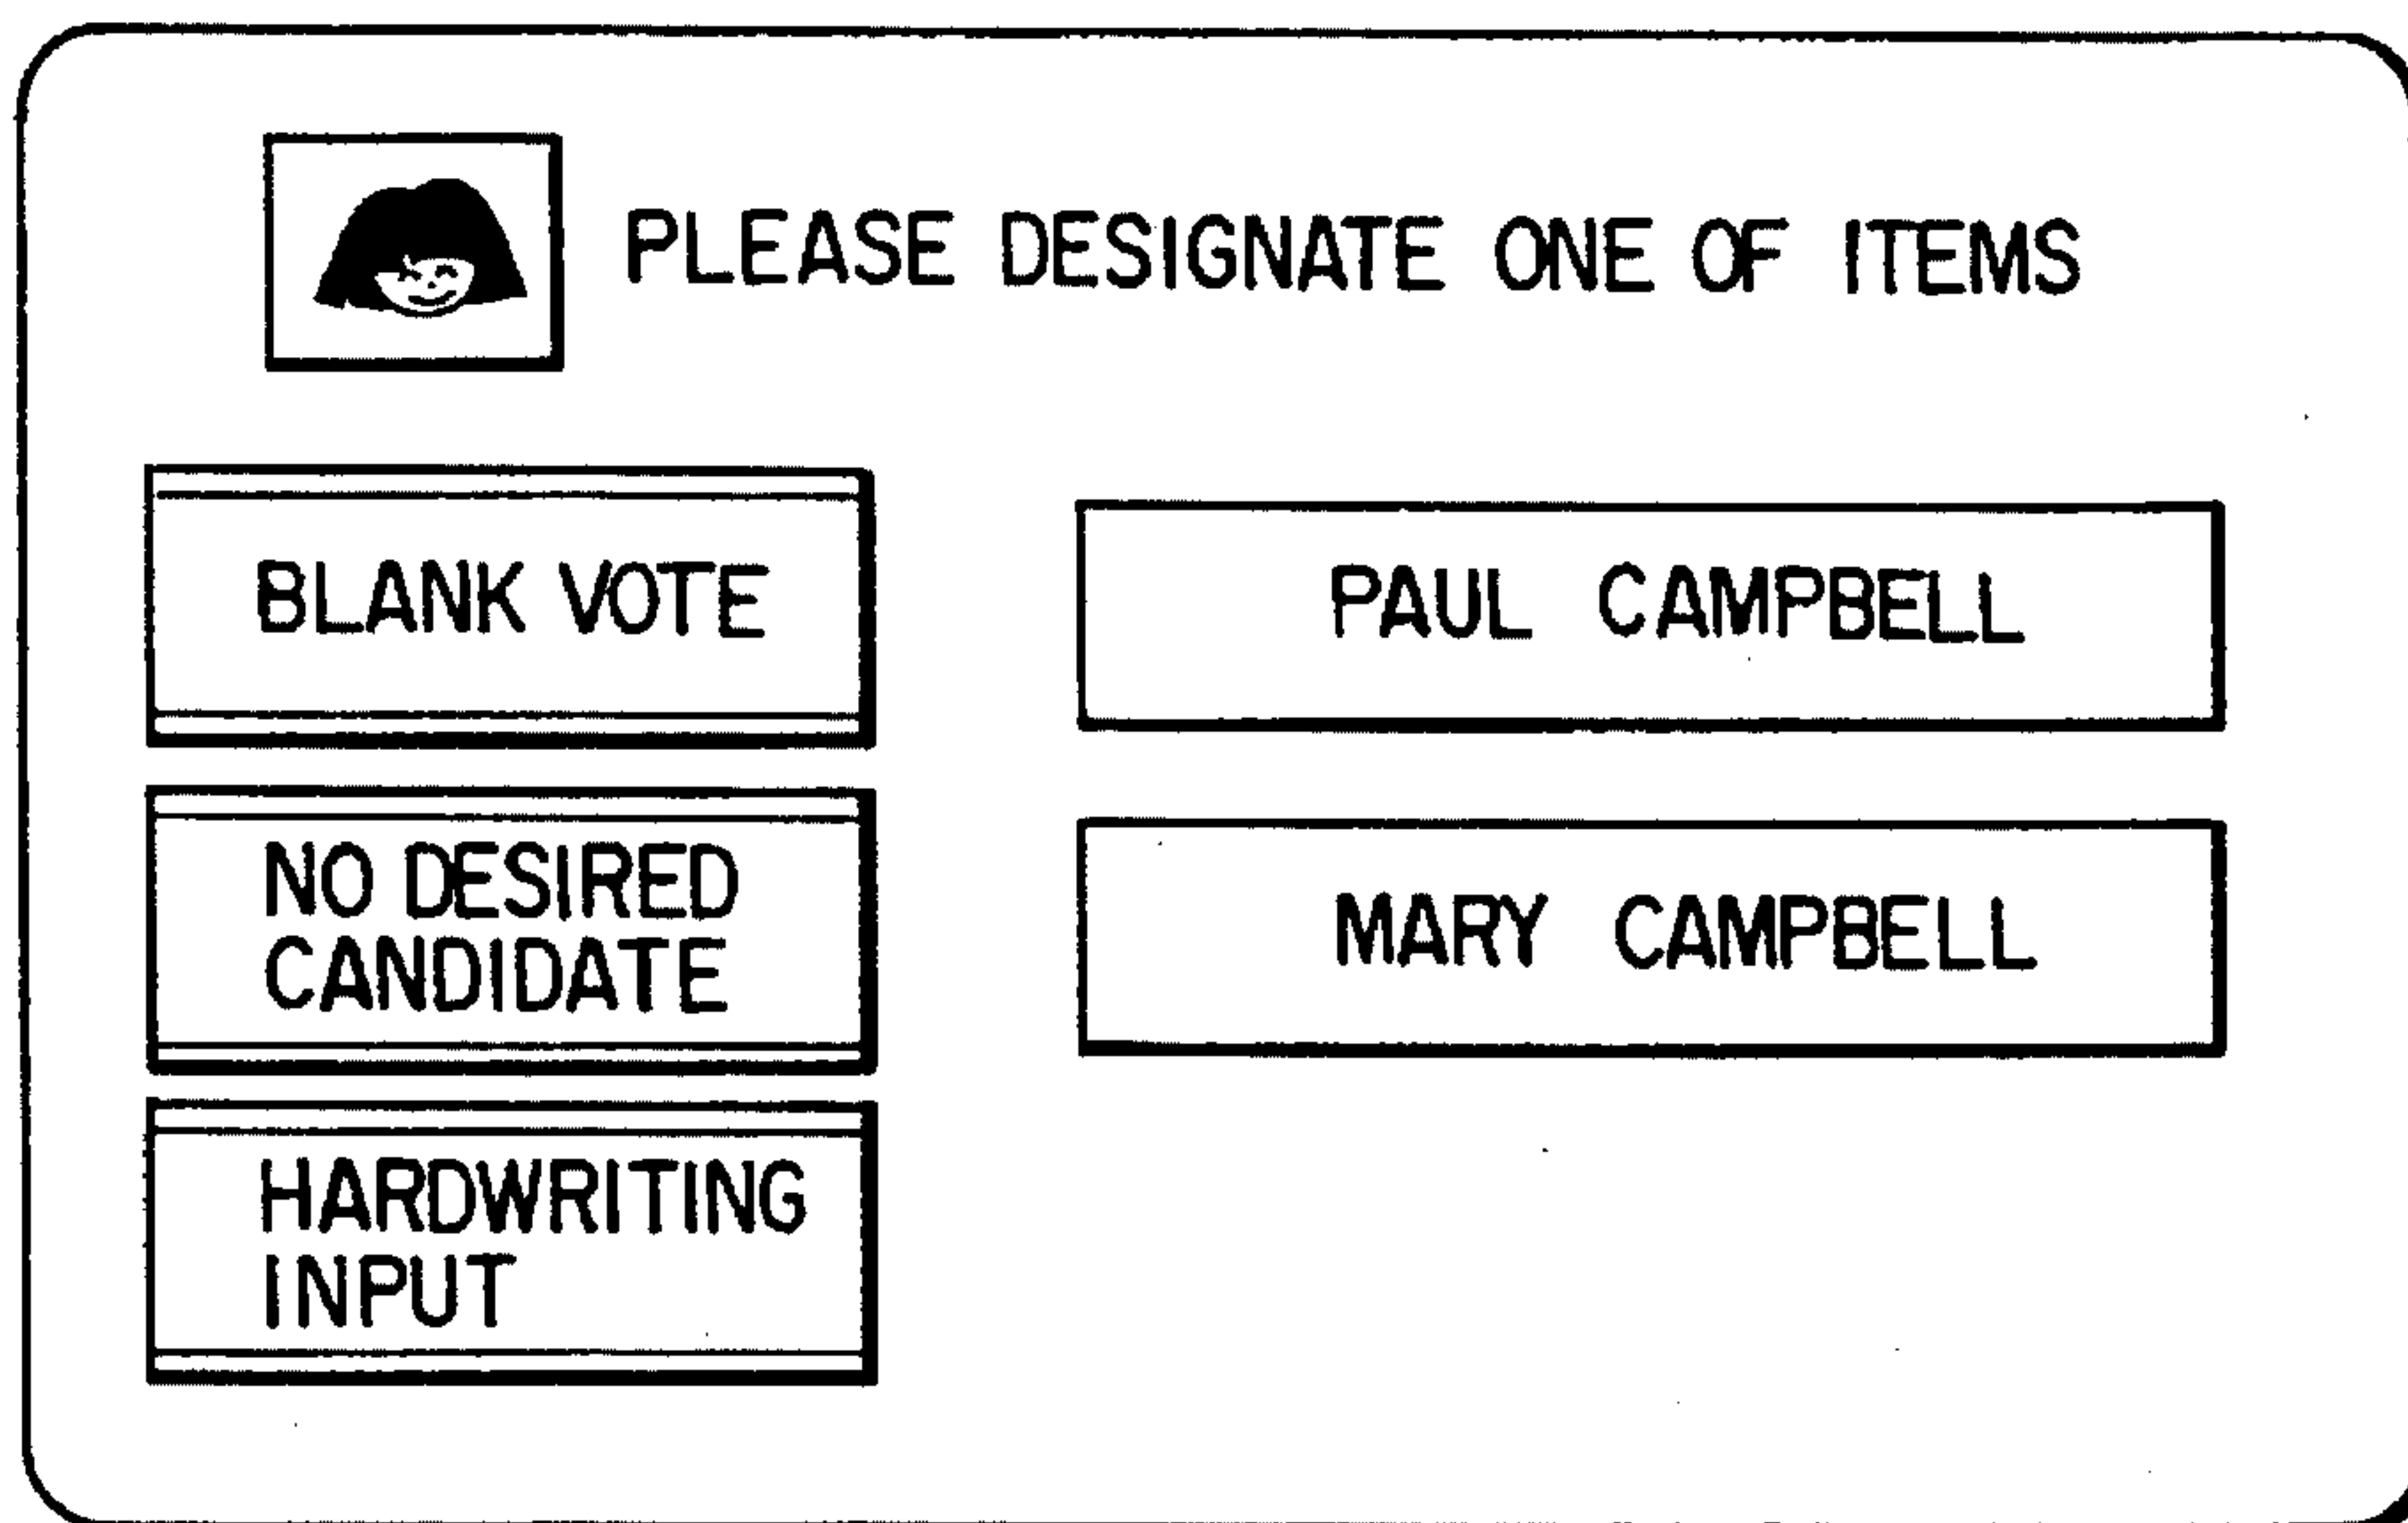 PLEASE DESIGNATE ONE OF ITEMS
BLANK VOTE
PAUL CAMPBELL
NO DESIRED
CANDIDATE
MARY CAMPBELL
HARDWRITING
INPUT